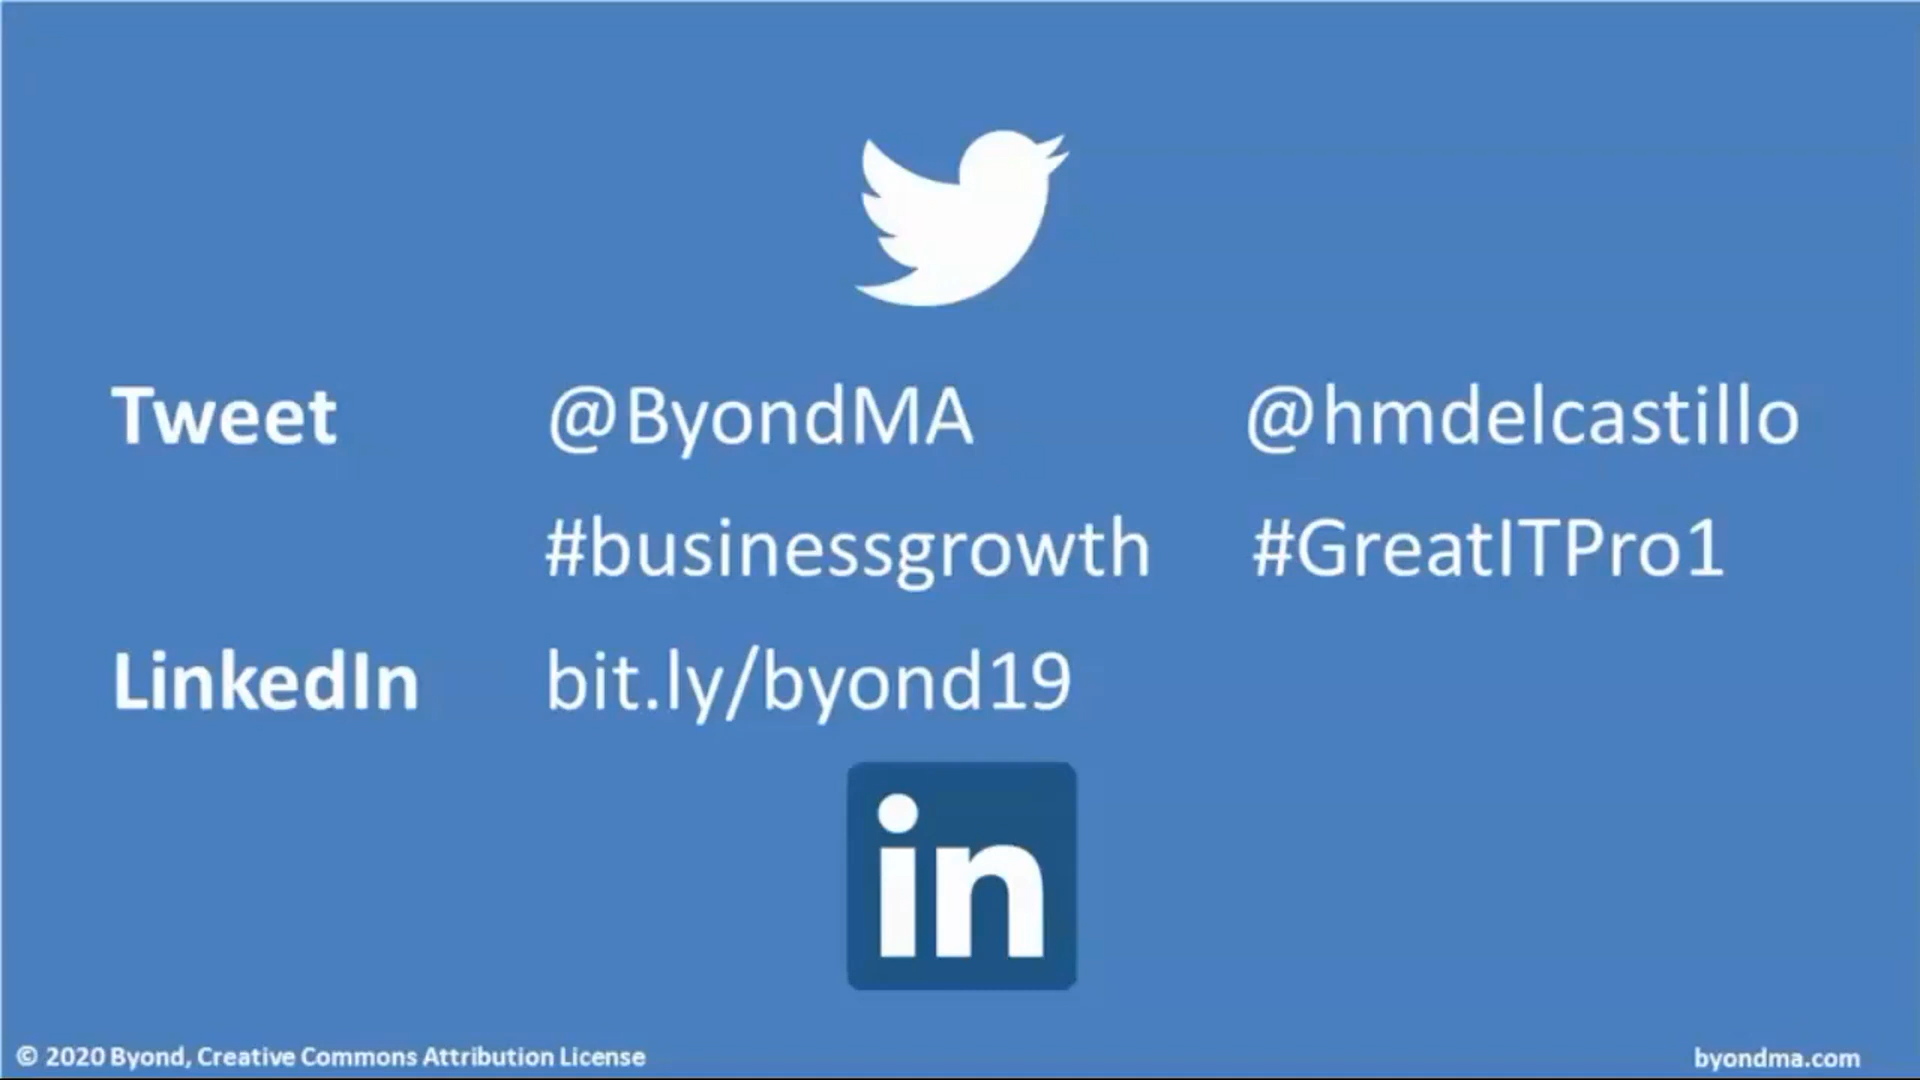 Tweet @ByondMA @hmdelcastillo
#businessgrowth #GreatITPro1
LinkedIn bit.ly/byond19
in
© 2020 Byond, Creative Commons Attribution License
byondma.com